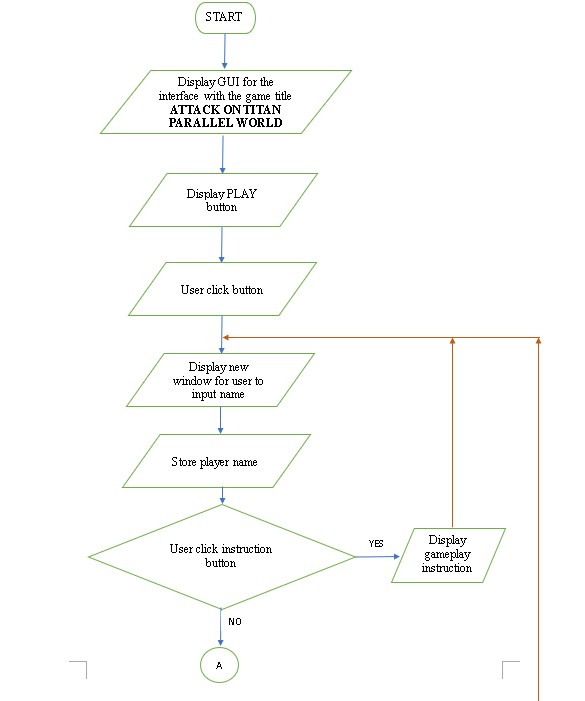 START
Display GUI for the
interface with the game title
ATTACK ON TITAN
PARALLEL WORLD
Display PLAY
button
User click button
Display new
window for user to
input name
Store player name
User click instruction
button
YES
Display
gameplay
instruction
NO
A